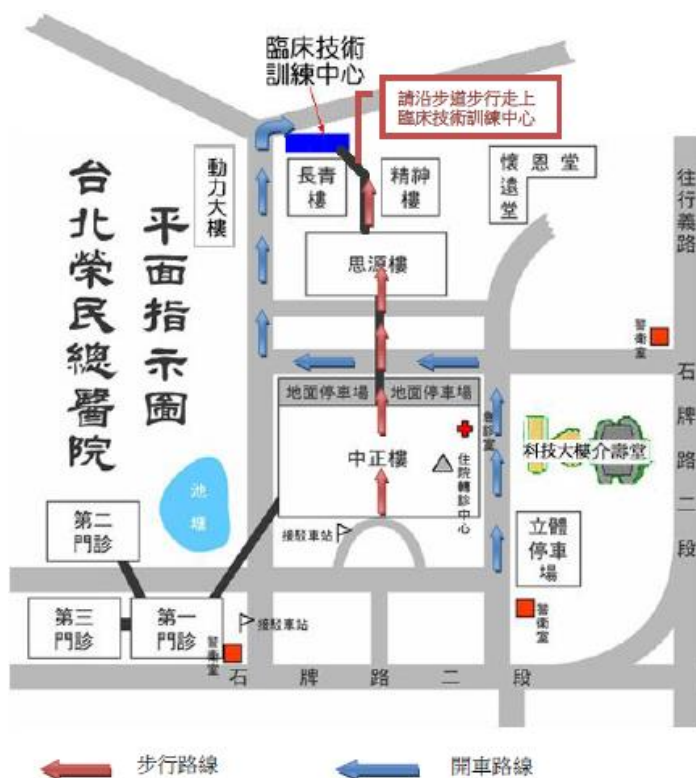 臨床技術
訓練中心
請沿步道步行走上
臨床技術訓練中心
台北榮民總醫院
平面指示圖
動力大樓
長青
樓
精神
樓
懷恩堂
遠
堂
往行義路
思源樓
警衛室
石牌路二段
地面停車場
地面停車場
急診室
中正樓
住院轉診中心
科技大樓
介壽堂
池塘
第二
門診
接駁車站
立體
停車
場
第三
門診
第一
門診
接駁車站
警衛室
警衛室
石牌路二段
步行路線
開車路線